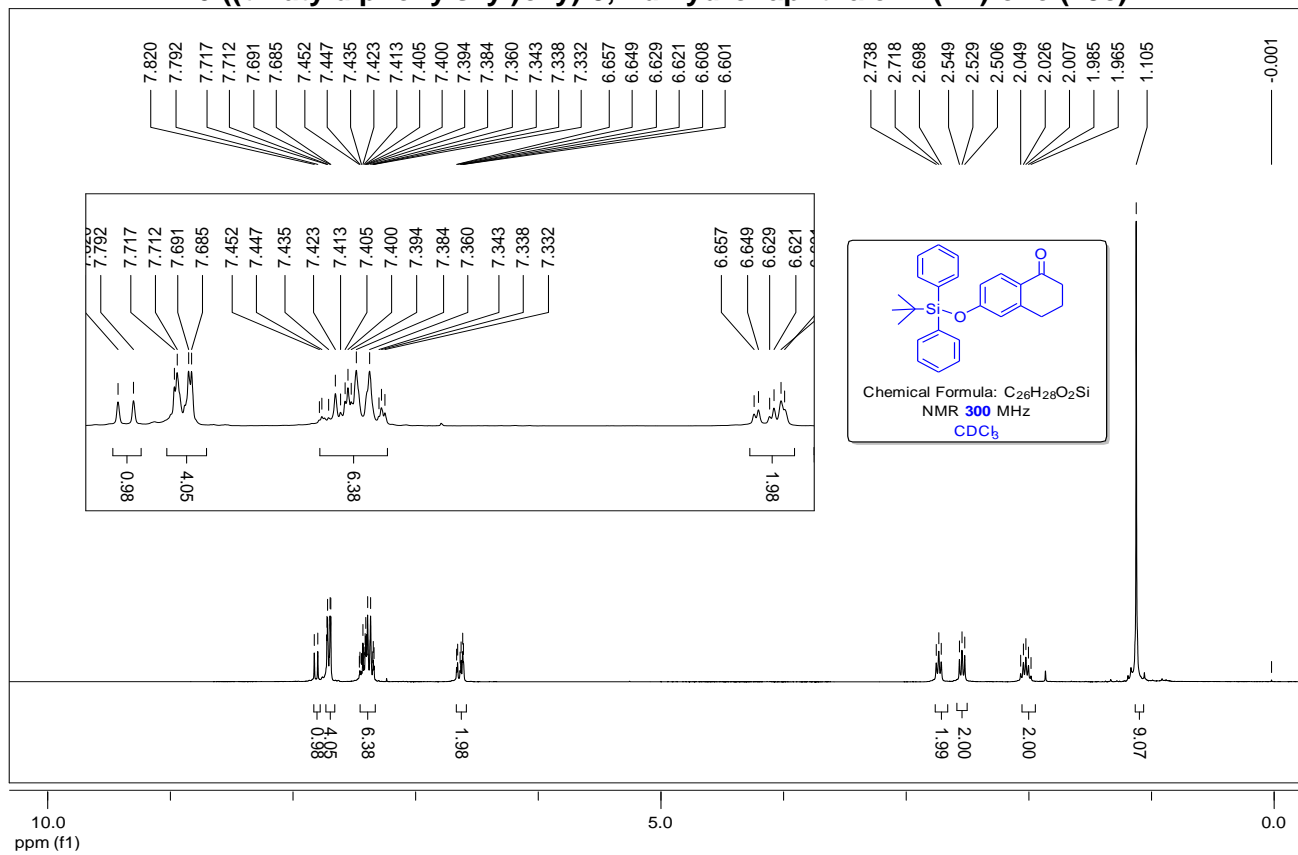 7.820 7.792 7.717 7.712 7.691 7.685 7.452 7.447 7.435 7.423 7.413 7.405 7.400 7.394 7.384 7.360 7.343 7.338 7.332 6.657 6.649 6.629 6.621 6.608 6.601 2.738 2.718 2.698 2.549 2.529 2.506 2.049 2.026 2.007 1.985 1.965 1.105 -0.001
7.792 7.717 7.712 7.691 7.685 7.452 7.447 7.435 7.423 7.413 7.405 7.400 7.394 7.384 7.360 7.343 7.338 7.332 6.657 6.649 6.629 6.621
O
Si
O
Chemical Formula: C26H28O2Si
NMR 300 MHz
CDCl3
0.98 4.05 6.38 1.98
0.98 4.05 6.38 1.98 1.99 2.00 2.00 9.07
10.0 5.0 0.0
ppm (f1)